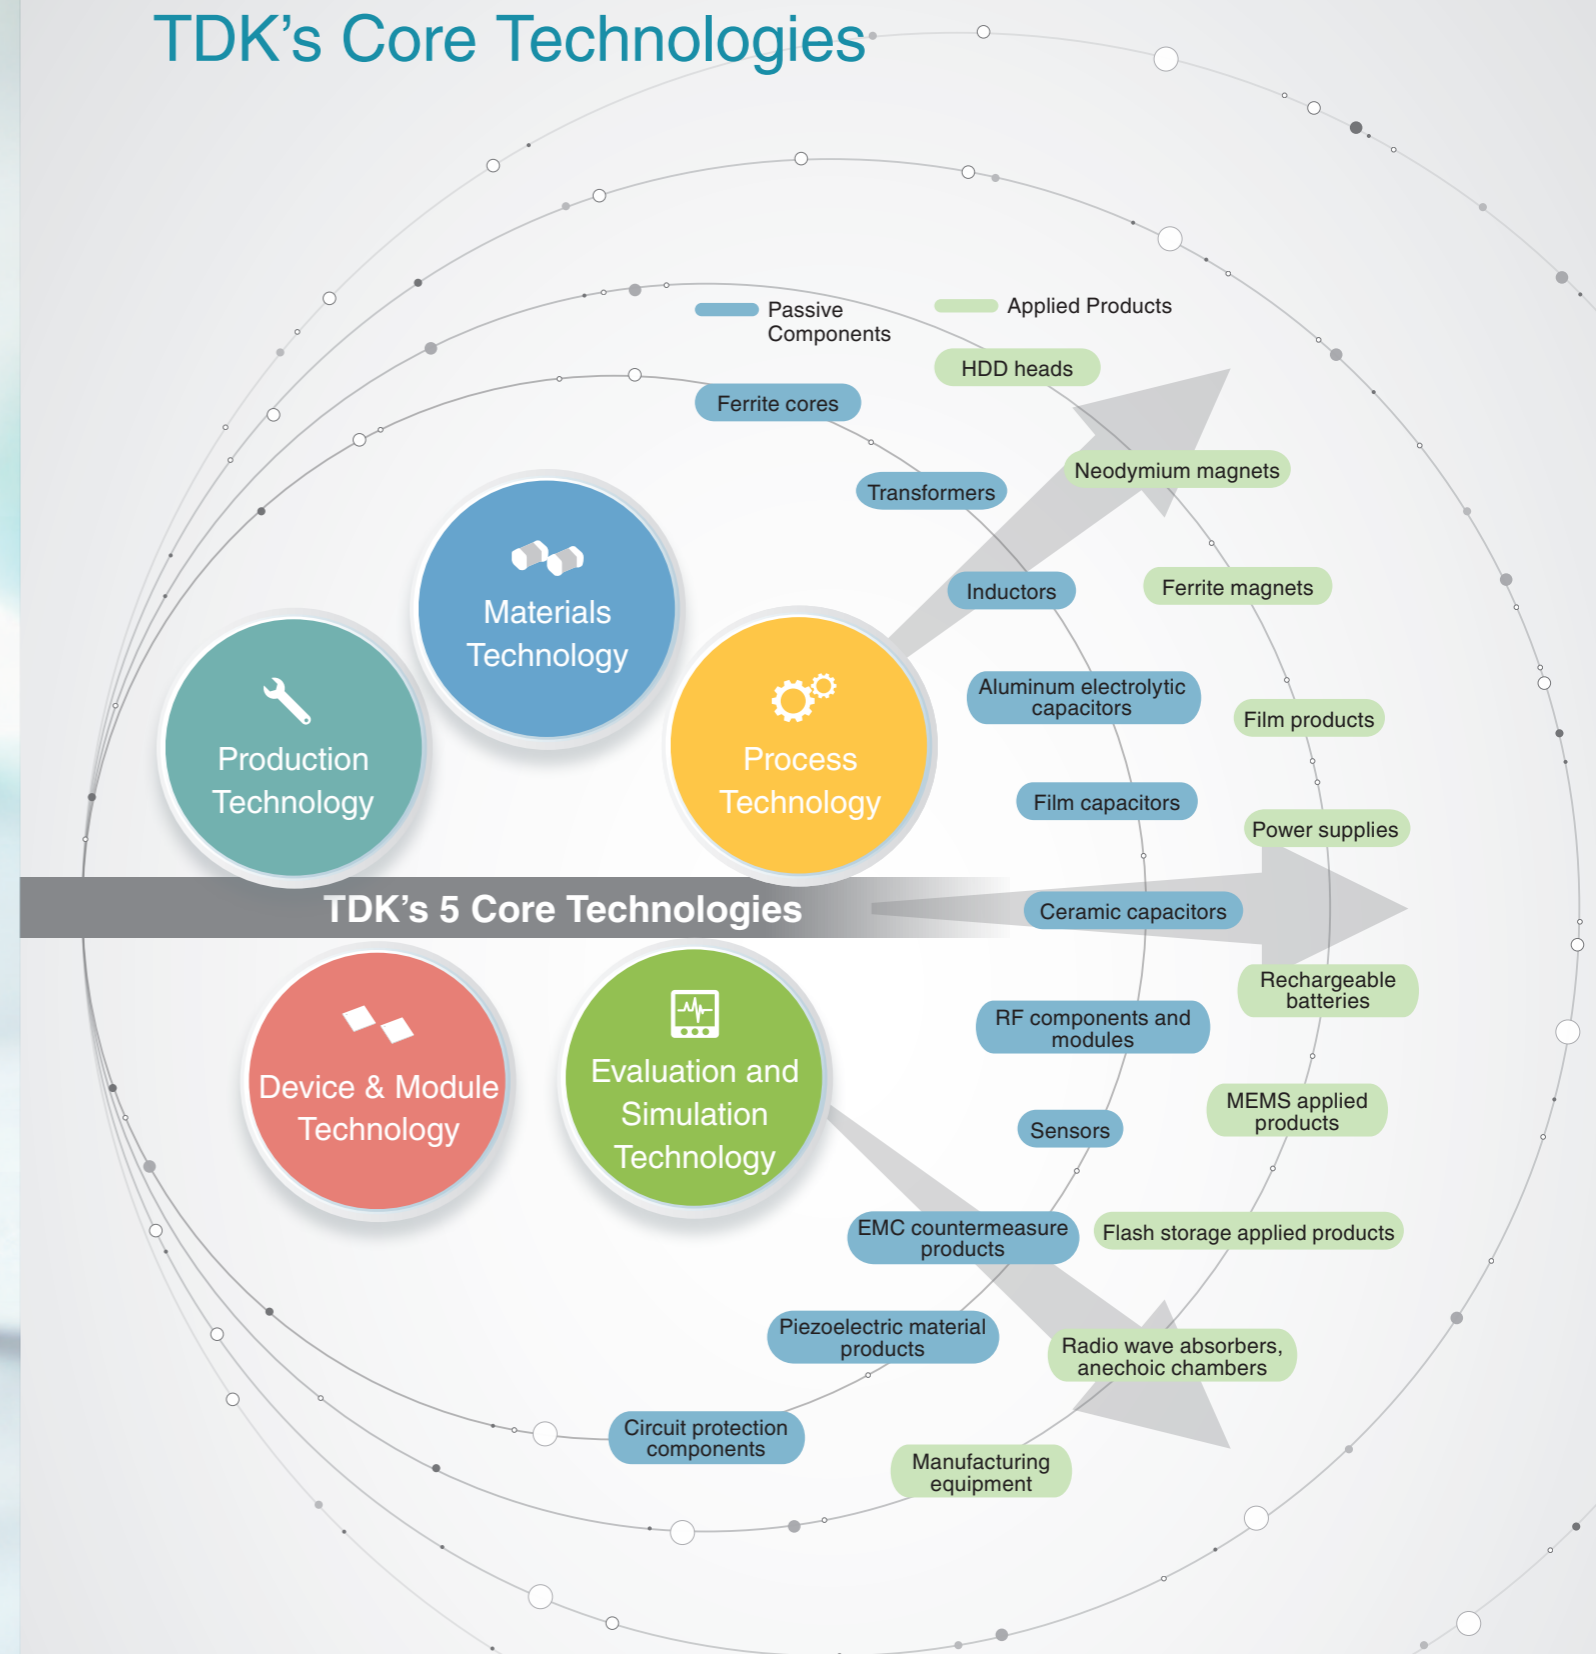 TDK’s Core Technologies
Passive
Components
Applied Products
HDD heads
Ferrite cores
Neodymium magnets
Transformers
Inductors
Ferrite magnets
Materials
Technology
Aluminum electrolytic
capacitors
Film products
Production
Technology
Process
Technology
Film capacitors
Power supplies
TDK’s 5 Core Technologies
Ceramic capacitors
Rechargeable
batteries
RF components and
modules
Device & Module
Technology
Evaluation and
Simulation
Technology
MEMS applied
products
Sensors
EMC countermeasure
products
Flash storage applied products
Piezoelectric material
products
Radio wave absorbers,
anechoic chambers
Circuit protection
components
Manufacturing
equipment